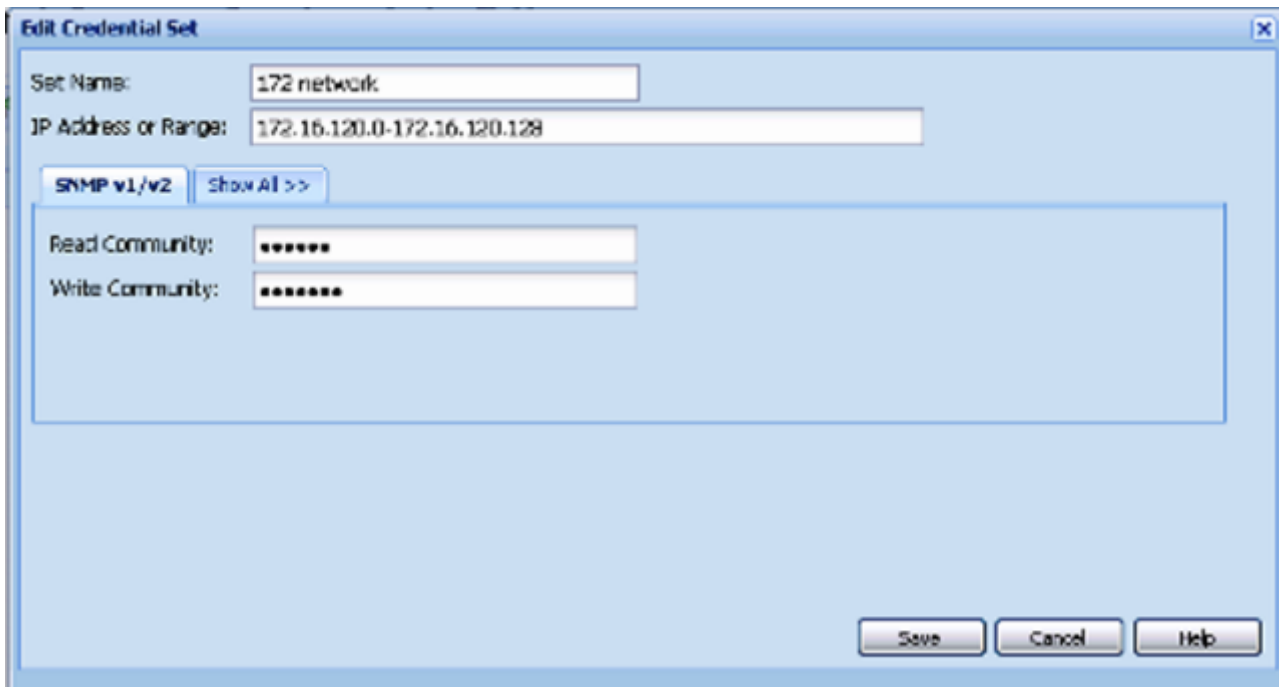 Edit Credential Set
Set Name: 172 network
IP Address or Range: 172.16.120.0-172.16.120.128
SNMP v1/v2 Show All >>
Read Community: ••••••
Write Community: •••••••
Save Cancel Help